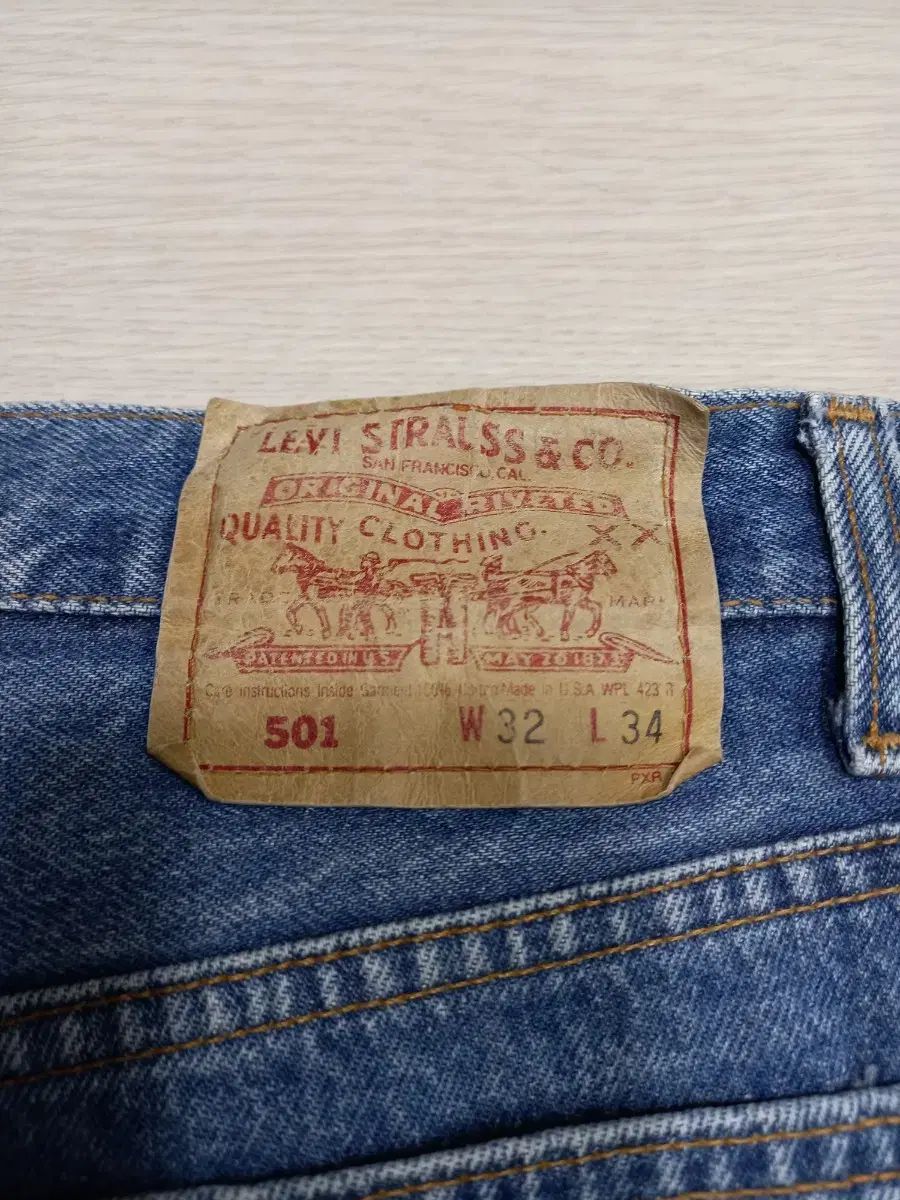 LEVI STRAUSS & CO.
SAN FRANCISCO, CAL.
ORIGINAL RIVETED
QUALITY CLOTHING. XX
TRADE MARK
PATENTED IN U.S. MAY 20 1873
Care instructions Inside Garment 100% Cotton Made in U.S.A WPL 423
501 W 32 L 34